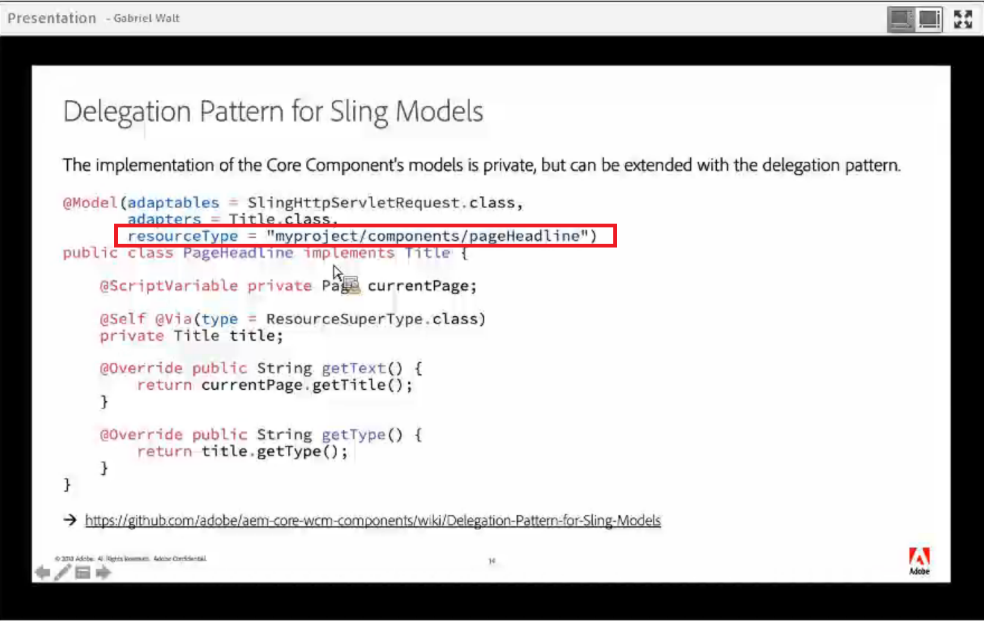 Presentation - Gabriel Walt
Delegation Pattern for Sling Models
The implementation of the Core Component's models is private, but can be extended with the delegation pattern.
@Model(adaptables = SlingHttpServletRequest.class,
adapters = Title.class,
resourceType = "myproject/components/pageHeadline")
public class PageHeadline implements Title {
@ScriptVariable private Page currentPage;
@Self @Via(type = ResourceSuperType.class)
private Title title;
@Override public String getText() {
return currentPage.getTitle();
}
@Override public String getType() {
return title.getType();
}
}
→ https://github.com/adobe/aem-core-wcm-components/wiki/Delegation-Pattern-for-Sling-Models
Adobe. All Rights Reserved. Adobe Confidential.
Adobe